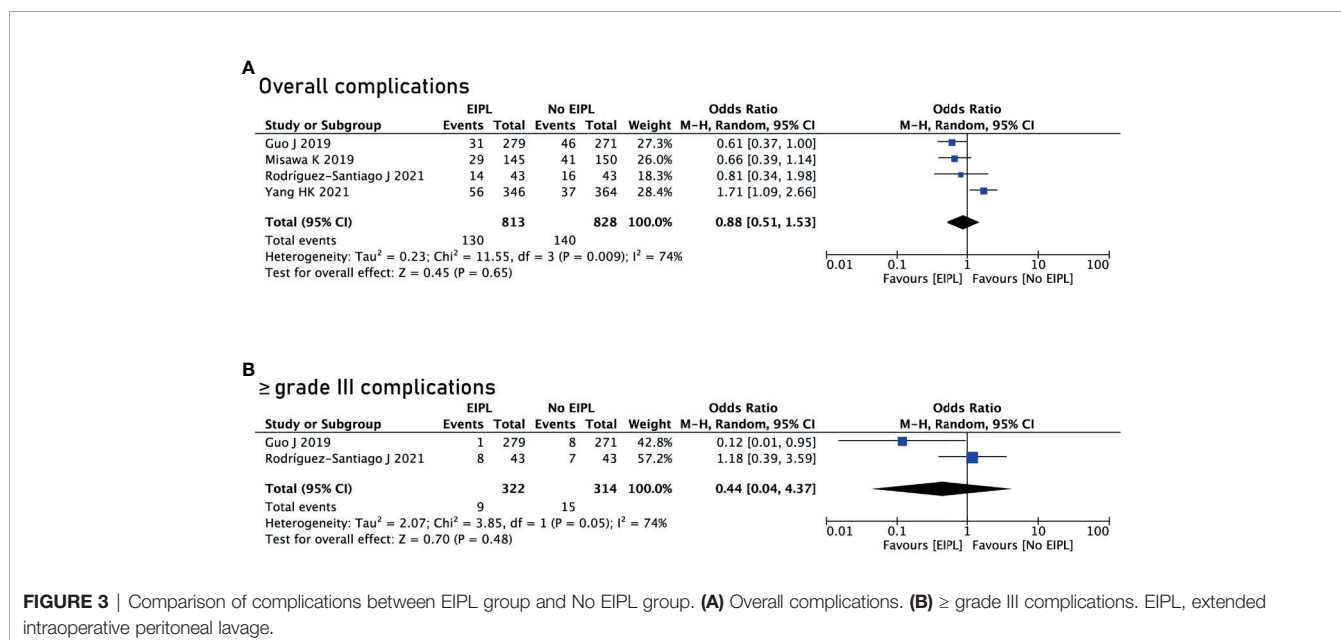 A
Overall complications
EIPL No EIPL Odds Ratio Odds Ratio
Study or Subgroup Events Total Events Total Weight M-H, Random, 95% CI M-H, Random, 95% CI
Guo J 2019 31 279 46 271 27.3% 0.61 [0.37, 1.00]
Misawa K 2019 29 145 41 150 26.0% 0.66 [0.39, 1.14]
Rodríguez-Santiago J 2021 14 43 16 43 18.3% 0.81 [0.34, 1.98]
Yang HK 2021 56 346 37 364 28.4% 1.71 [1.09, 2.66]
Total (95% CI) 813 828 100.0% 0.88 [0.51, 1.53]
Total events 130 140
Heterogeneity: Tau² = 0.23; Chi² = 11.55, df = 3 (P = 0.009); I² = 74%
Test for overall effect: Z = 0.45 (P = 0.65)
0.01 0.1 1 10 100
Favours [EIPL] Favours [No EIPL]
B
≥ grade III complications
EIPL No EIPL Odds Ratio Odds Ratio
Study or Subgroup Events Total Events Total Weight M-H, Random, 95% CI M-H, Random, 95% CI
Guo J 2019 1 279 8 271 42.8% 0.12 [0.01, 0.95]
Rodríguez-Santiago J 2021 8 43 7 43 57.2% 1.18 [0.39, 3.59]
Total (95% CI) 322 314 100.0% 0.44 [0.04, 4.37]
Total events 9 15
Heterogeneity: Tau² = 2.07; Chi² = 3.85, df = 1 (P = 0.05); I² = 74%
Test for overall effect: Z = 0.70 (P = 0.48)
0.01 0.1 1 10 100
Favours [EIPL] Favours [No EIPL]
FIGURE 3 | Comparison of complications between EIPL group and No EIPL group. (A) Overall complications. (B) ≥ grade III complications. EIPL, extended
intraoperative peritoneal lavage.